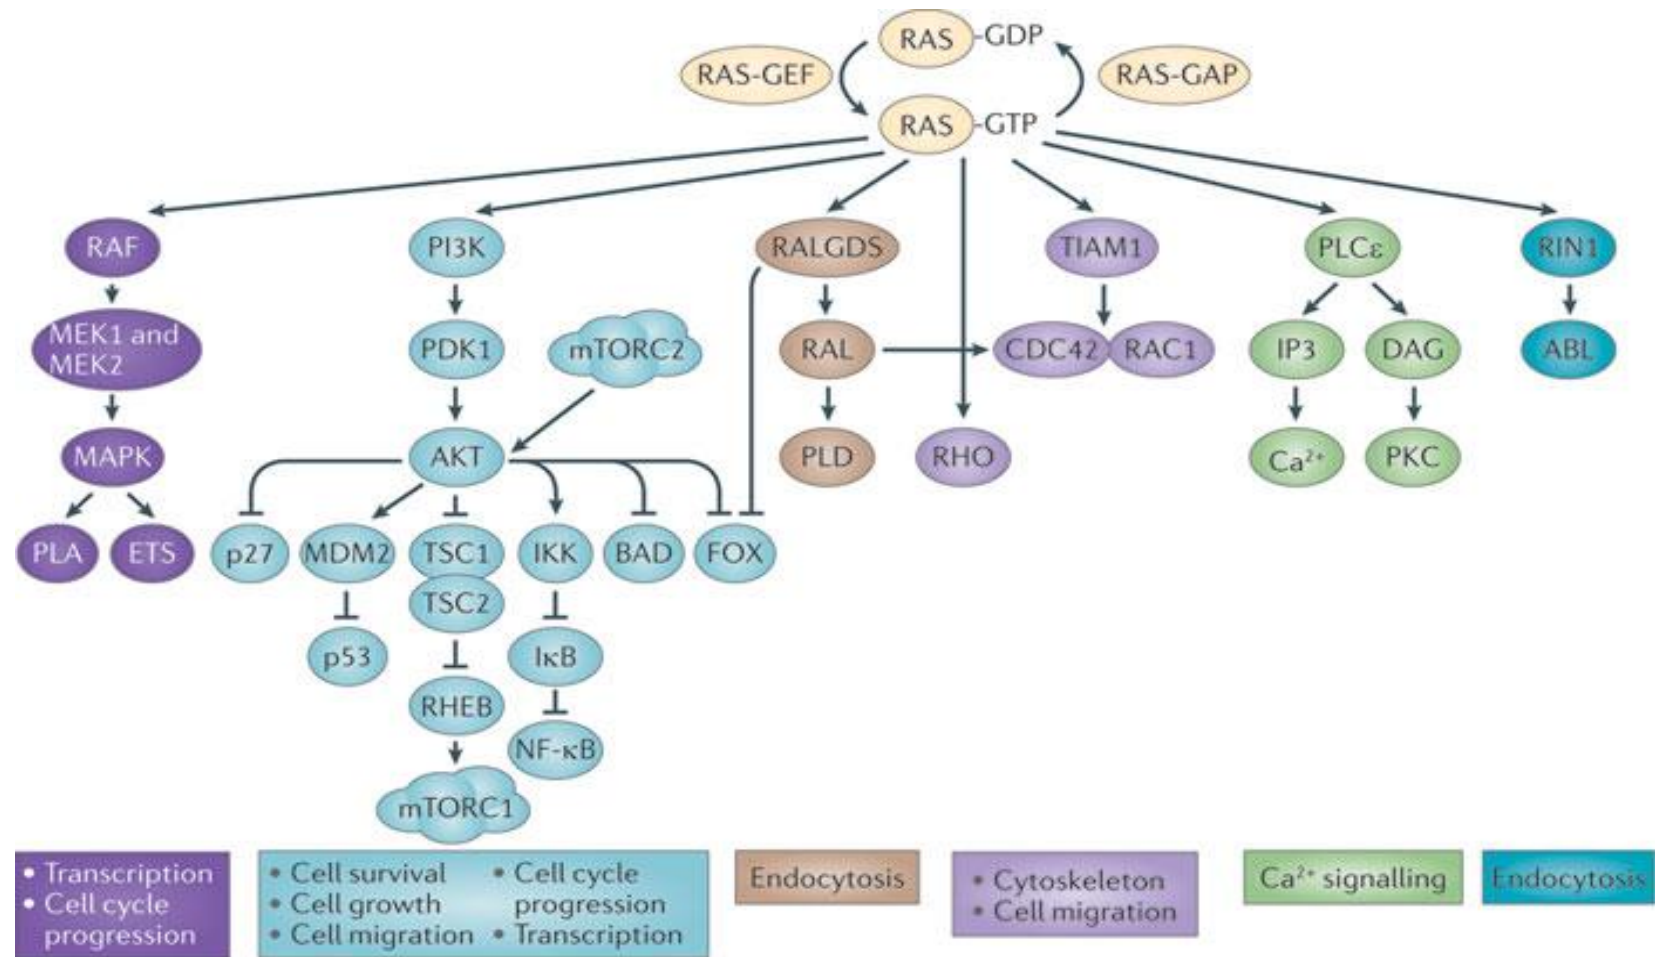 RAS -GDP
RAS-GEF
RAS-GAP
RAS -GTP
RAF
PI3K
RALGDS
TIAM1
PLCε
RIN1
MEK1 and
MEK2
PDK1
mTORC2
RAL
CDC42
RAC1
IP3
DAG
ABL
MAPK
AKT
PLD
RHO
Ca²⁺
PKC
PLA
ETS
p27
MDM2
TSC1
IKK
BAD
FOX
TSC2
p53
IκB
RHEB
NF-κB
mTORC1
• Transcription
• Cell cycle
progression
• Cell survival
• Cell growth
• Cell migration
• Cell cycle
progression
• Transcription
Endocytosis
• Cytoskeleton
• Cell migration
Ca²⁺ signalling
Endocytosis